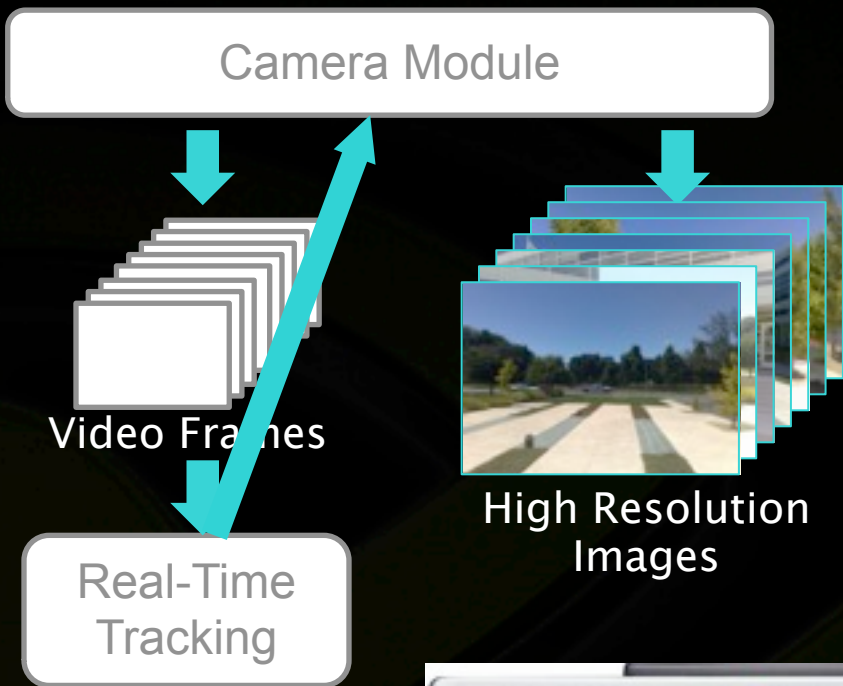 Camera Module
Video Frames
High Resolution
Images
Real-Time
Tracking